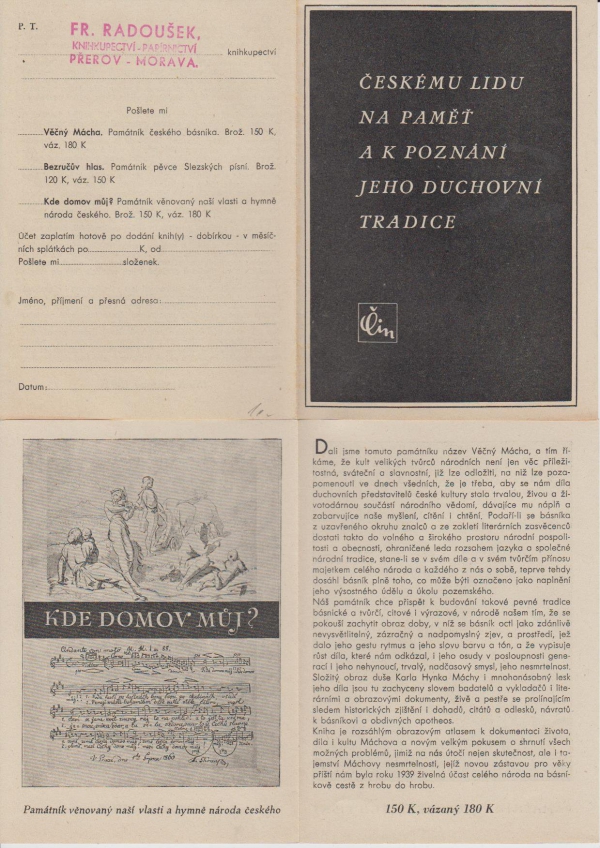 P. T.
FR. RADOUŠEK,
KNIHKUPECTVÍ - PAPÍRNICTVÍ
PŘEROV - MORAVA.
knihkupectví
Pošlete mi
Věčný Mácha. Památník českého básníka. Brož. 150 K,
váz. 180 K
Bezručův hlas. Památník pěvce Slezských písní. Brož.
120 K, váz. 150 K
Kde domov můj? Památník věnovaný naší vlasti a hymně
národa českého. Brož. 150 K, váz. 180 K
Účet zaplatím hotově po dodání knih(y) - dobírkou - v měsíč-
ních splátkách po K, od
Pošlete mi složenek.
Jméno, příjmení a přesná adresa:
Datum:
ČESKÉMU LIDU
NA PAMĚŤ
A K POZNÁNÍ
JEHO DUCHOVNÍ
TRADICE
Čin
KDE DOMOV MŮJ?
Památník věnovaný naší vlasti a hymně národa českého
Dali jsme tomuto památníku název Věčný Mácha, a tím ří-
káme, že kult velikých tvůrců národních není jen věc příleži-
tostná, sváteční a slavnostní, již lze odložiti, na niž lze poza-
pomenouti ve dnech všedních, že je třeba, aby se nám díla
duchovních představitelů české kultury stala trvalou, živou a ži-
votadárnou součástí národního vědomí, dávajíce mu náplň a
zabarvujíce naše myšlení, cítění i chtění. Podaří-li se básníka
z uzavřeného okruhu znalců a ze zakletí literárních zasvěcenců
dostati takto do volného a širokého prostoru národní pospoli-
tosti a obecnosti, ohraničené leda rozsahem jazyka a společné
národní tradice, stane-li se v svém díle a v svém tvůrčím přínosu
majetkem celého národa a každého z nás o sobě, teprve tehdy
dosáhl básník plně toho, co může býti označeno jako naplnění
jeho výsostného údělu a úkolu pozemského.
Náš památník chce přispět k budování takové pevné tradice
básnické a tvůrčí, citové i výrazové, v národě našem tím, že se
pokouší zachytit obraz doby, v níž se básník octl jako zdánlivě
nevysvětlitelný, zázračný a nadpomyslný zjev, a prostředí, jež
dalo jeho gestu rytmus a jeho slovu barvu a tón, a že vypisuje
růst díla, které nám odkázal, i jeho osudy v posloupnosti gene-
rací i jeho nehynoucí, trvalý, nadčasový smysl, jeho nesmrtelnost.
Složitý obraz duše Karla Hynka Máchy i mnohonásobný lesk
jeho díla jsou tu zachyceny slovem badatelů a vykladačů i lite-
rárními a obrazovými dokumenty, živě a pestře se prolínajícím
sledem historických zjištění i dohadů, citátů a odlesků, návratů
k básníkovi a obdivných apotheos.
Kniha je rozsáhlým obrazovým atlasem k dokumentaci života,
díla i kultu Máchova a novým velkým pokusem o shrnutí všech
možných problémů, jimiž na nás útočí nejen skutečnost, ale i ta-
jemství Máchovy nesmrtelnosti, jejíž novou zástavou pro věky
příští nám byla roku 1939 živelná účast celého národa na básní-
kově cestě z hrobu do hrobu.
150 K, vázaný 180 K